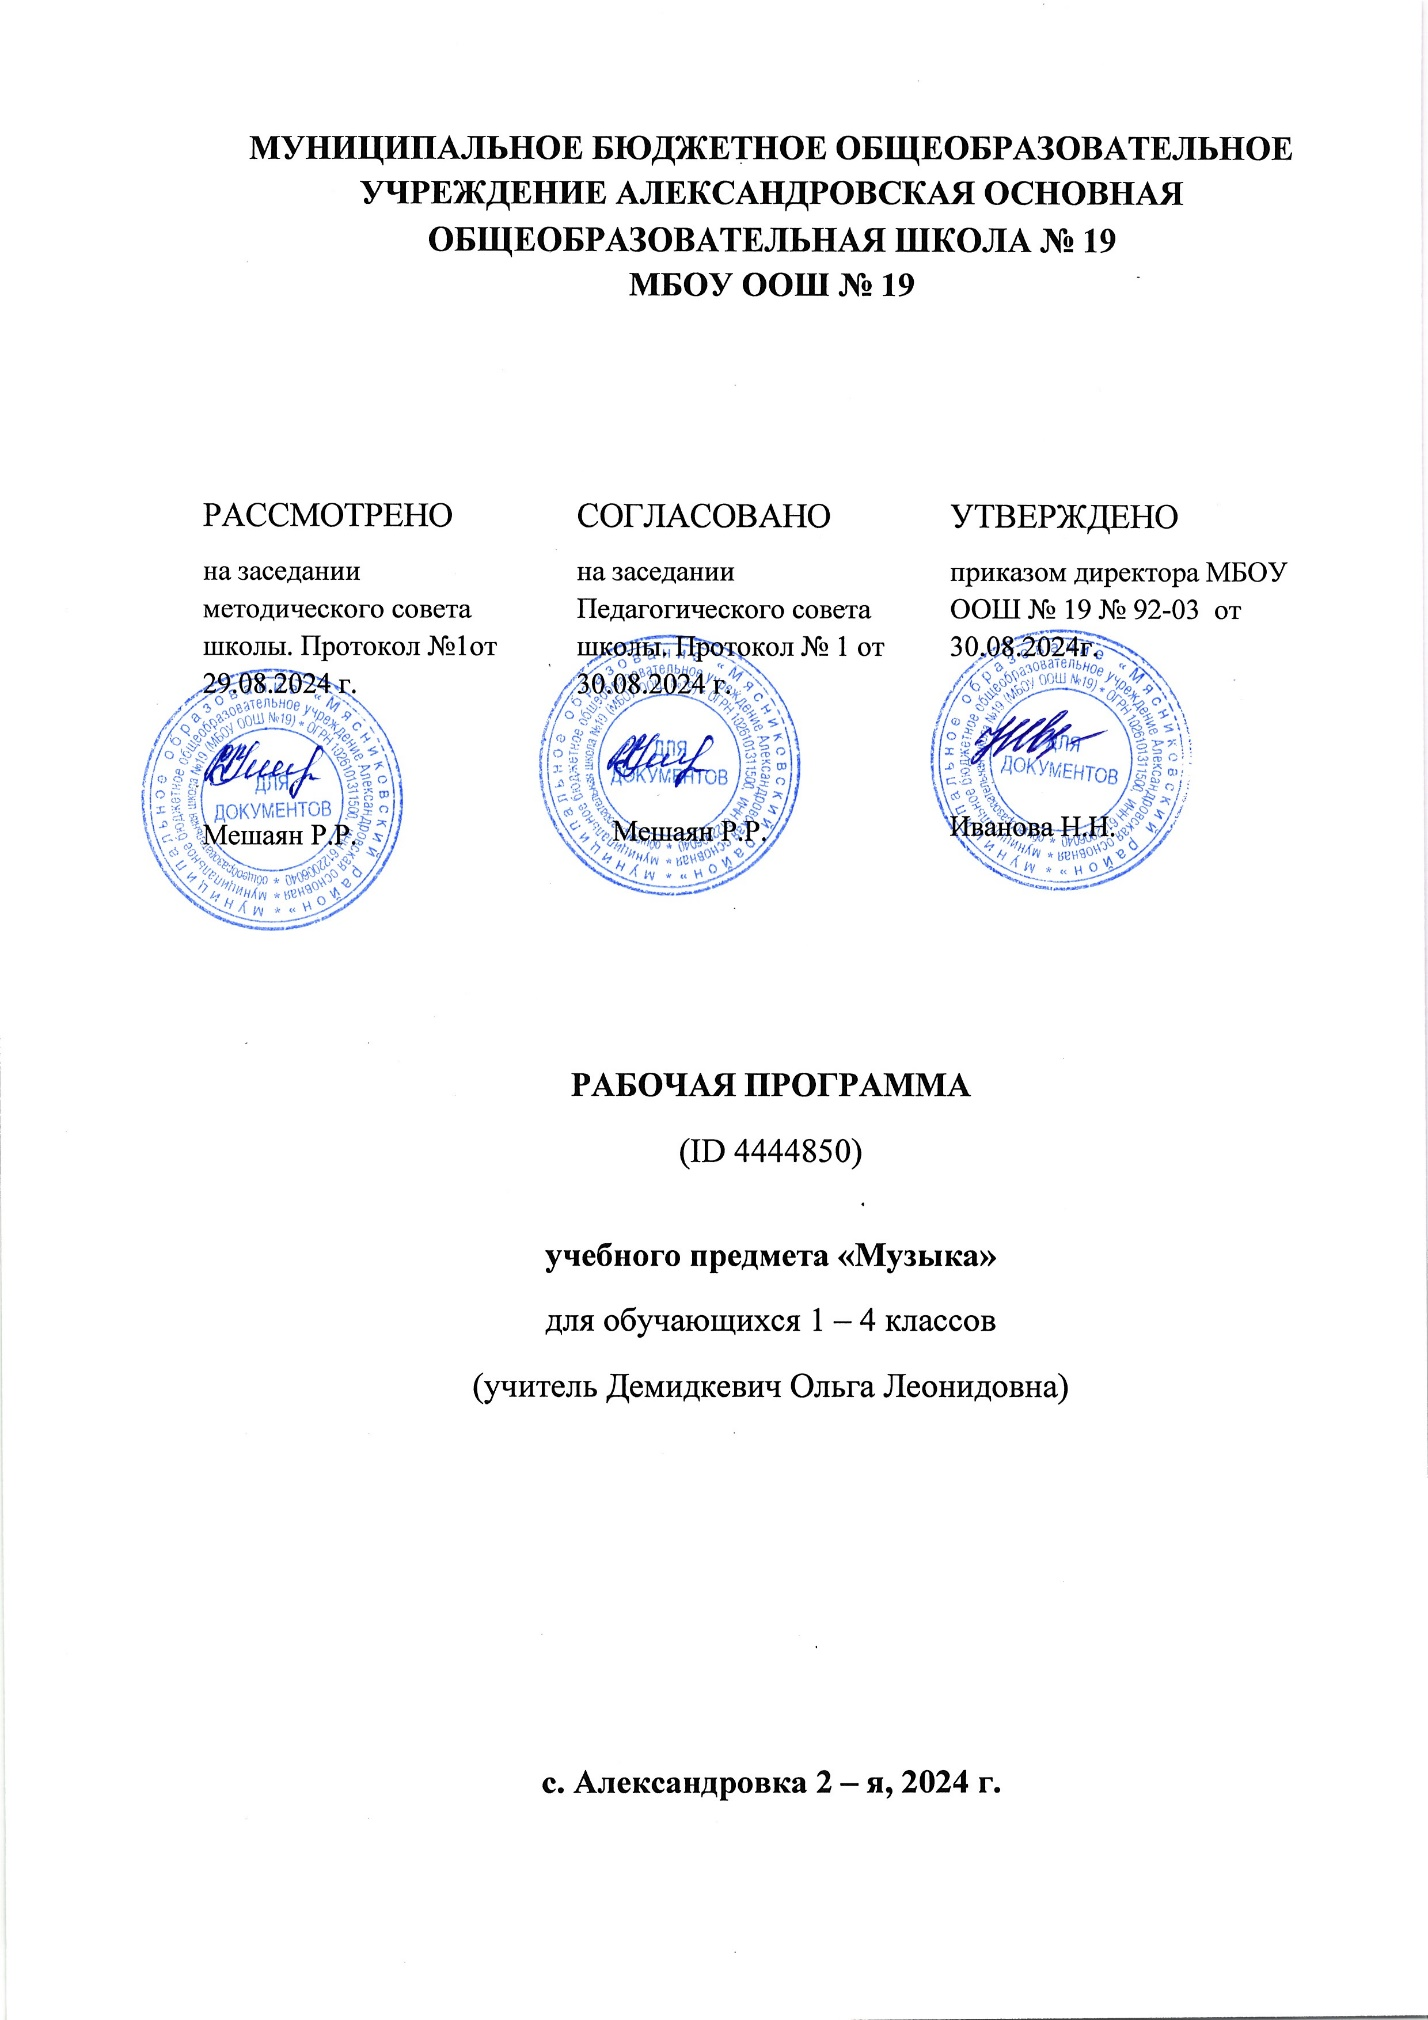 МУНИЦИПАЛЬНОЕ БЮДЖЕТНОЕ ОБЩЕОБРАЗОВАТЕЛЬНОЕ
УЧРЕЖДЕНИЕ АЛЕКСАНДРОВСКАЯ ОСНОВНАЯ
ОБЩЕОБРАЗОВАТЕЛЬНАЯ ШКОЛА № 19
МБОУ ООШ № 19
РАССМОТРЕНО
на заседании
методического совета
школы. Протокол №1от
29.08.2024 г.
ДЛЯ
ДОКУМЕНТОВ
Мешаян Р.Р.
СОГЛАСОВАНО
на заседании
Педагогического совета
школы. Протокол № 1 от
30.08.2024 г.
ДЛЯ
ДОКУМЕНТОВ
Мешаян Р.Р.
УТВЕРЖДЕНО
приказом директора МБОУ
ООШ № 19 № 92-03 от
30.08.2024г.
ДЛЯ
ДОКУМЕНТОВ
Иванова Н.Н.
РАБОЧАЯ ПРОГРАММА
(ID 4444850)
учебного предмета «Музыка»
для обучающихся 1 – 4 классов
(учитель Демидкевич Ольга Леонидовна)
с. Александровка 2 – я, 2024 г.